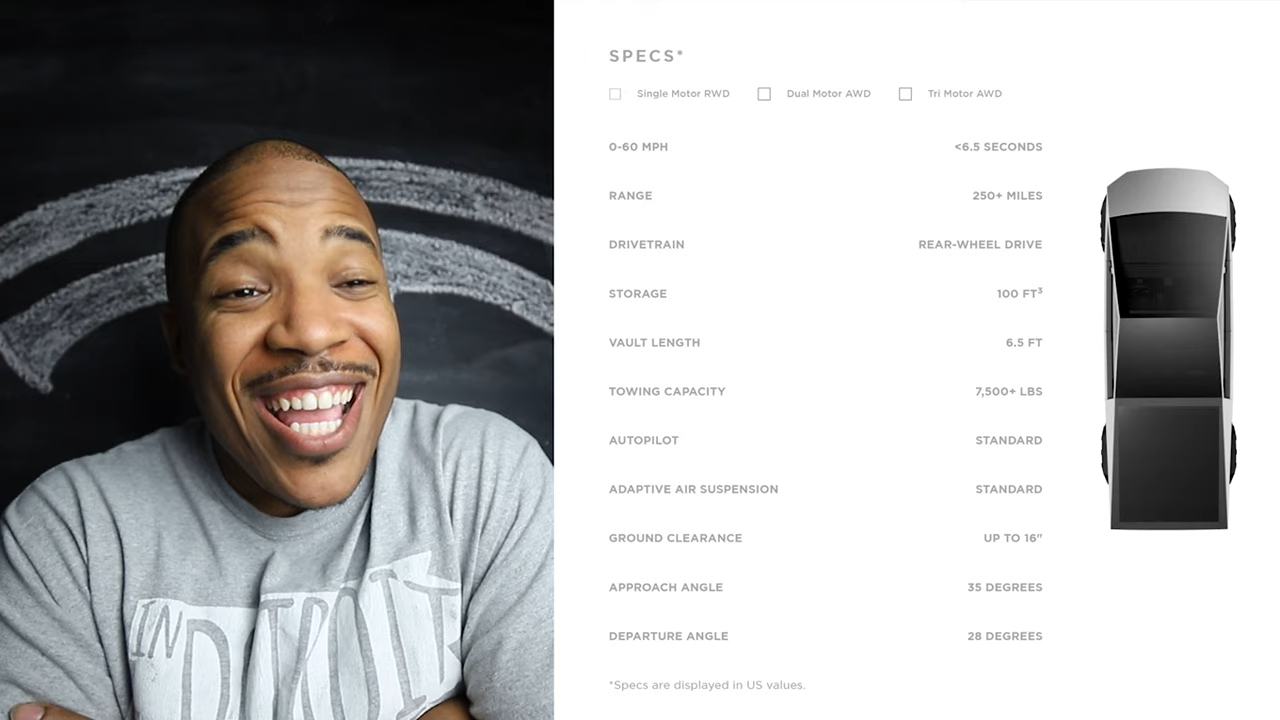 IN DETROIT
SPECS*
Single Motor RWD Dual Motor AWD Tri Motor AWD
0-60 MPH <6.5 SECONDS
RANGE 250+ MILES
DRIVETRAIN REAR-WHEEL DRIVE
STORAGE 100 FT³
VAULT LENGTH 6.5 FT
TOWING CAPACITY 7,500+ LBS
AUTOPILOT STANDARD
ADAPTIVE AIR SUSPENSION STANDARD
GROUND CLEARANCE UP TO 16"
APPROACH ANGLE 35 DEGREES
DEPARTURE ANGLE 28 DEGREES
*Specs are displayed in US values.